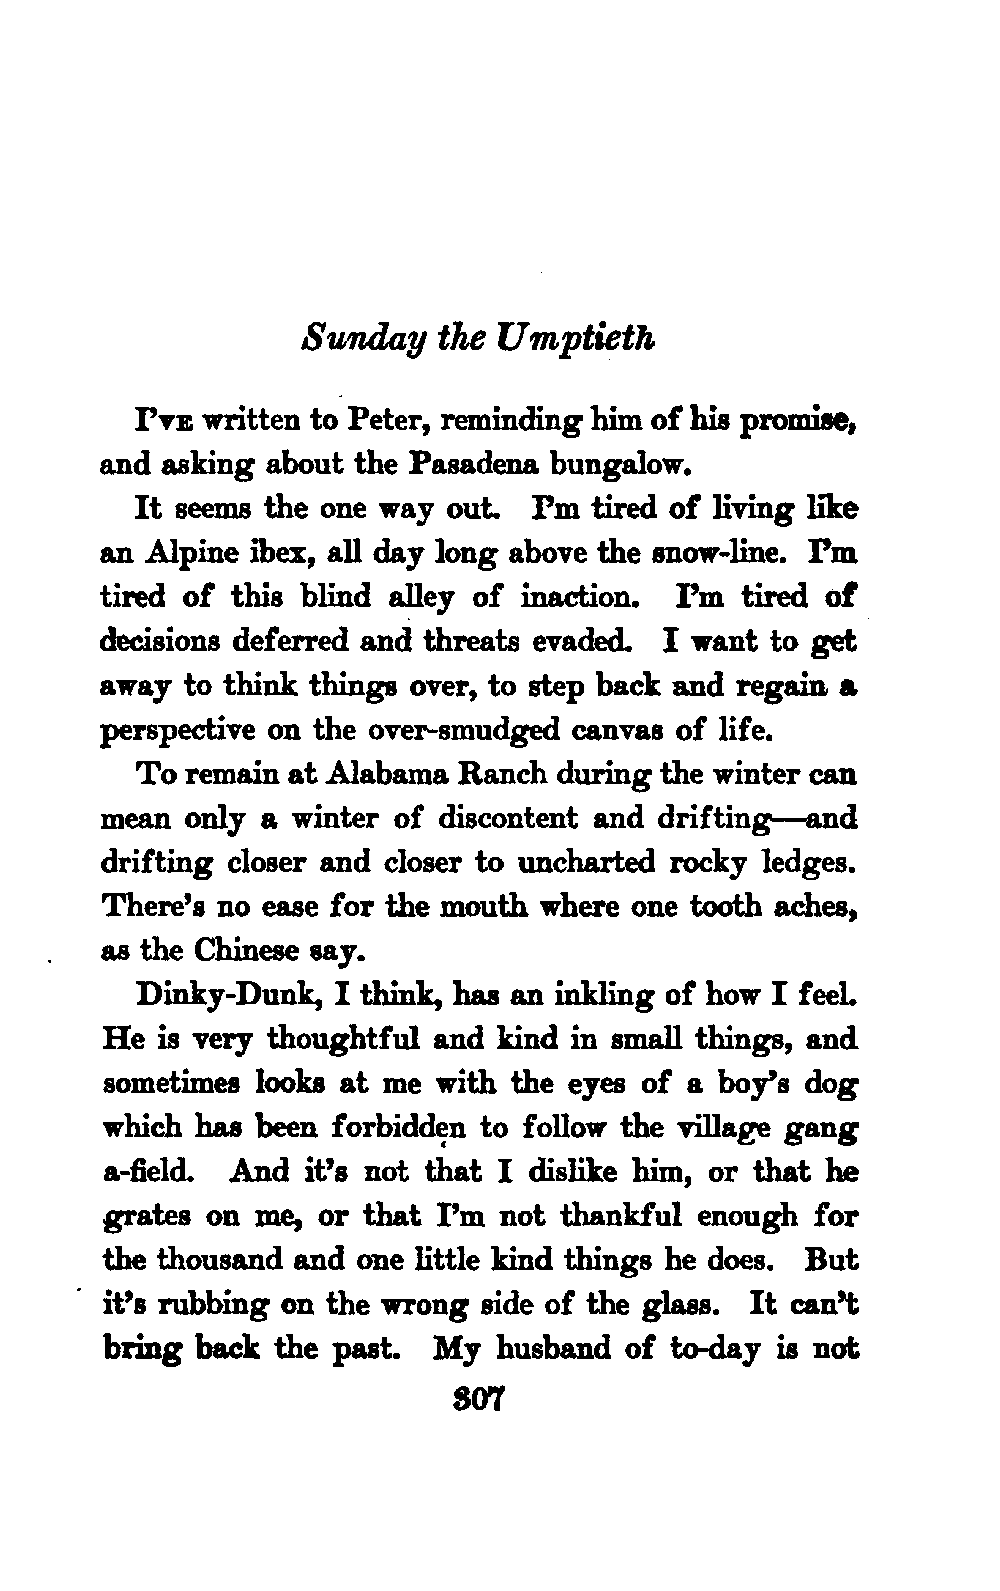 Sunday the Umptieth
I'VE written to Peter, reminding him of his promise,
and asking about the Pasadena bungalow.
It seems the one way out. I'm tired of living like
an Alpine ibex, all day long above the snow-line. I'm
tired of this blind alley of inaction. I'm tired of
decisions deferred and threats evaded. I want to get
away to think things over, to step back and regain a
perspective on the over-smudged canvas of life.
To remain at Alabama Ranch during the winter can
mean only a winter of discontent and drifting—and
drifting closer and closer to uncharted rocky ledges.
There's no ease for the mouth where one tooth aches,
as the Chinese say.
Dinky-Dunk, I think, has an inkling of how I feel.
He is very thoughtful and kind in small things, and
sometimes looks at me with the eyes of a boy's dog
which has been forbidden to follow the village gang
a-field. And it's not that I dislike him, or that he
grates on me, or that I'm not thankful enough for
the thousand and one little kind things he does. But
it's rubbing on the wrong side of the glass. It can't
bring back the past. My husband of to-day is not
307